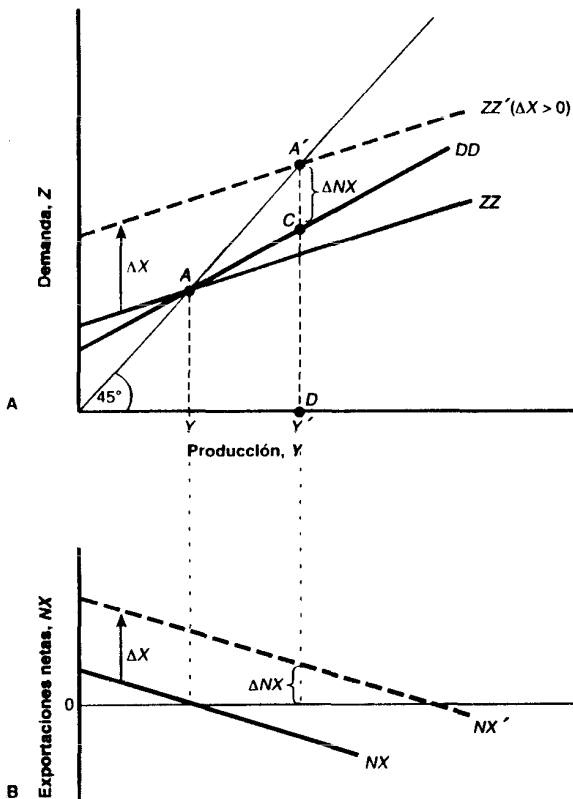 ZZ´(ΔX>0)
A´
DD
ΔNX
ZZ
C
Demanda, Z
ΔX
A
45°
D
A
Y
Y´
Producción, Y
Exportaciones netas, NX
ΔX
ΔNX
0
NX´
NX
B